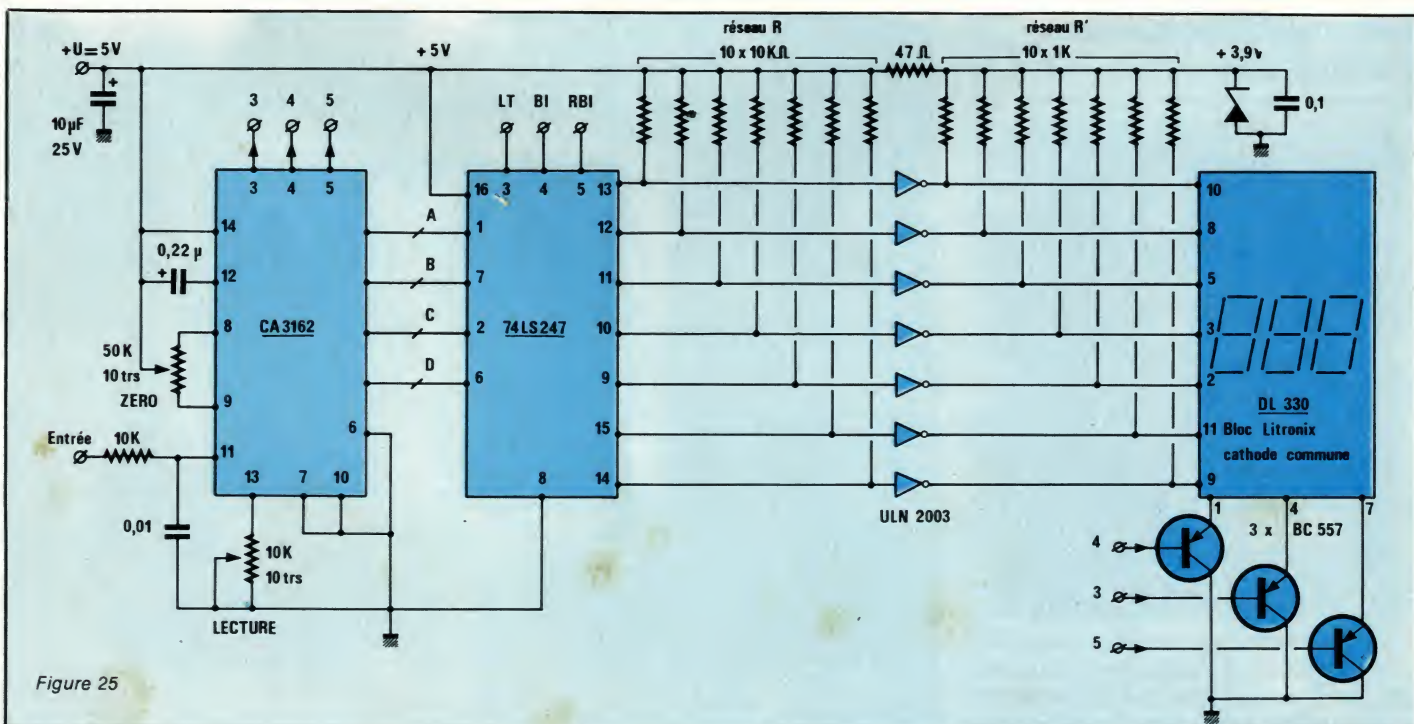 réseau R
réseau R'
+U=5V
+5V
10 x 10KΩ
47 Ω
10 x 1K
+ 3,9v
+
10µF
25V
3 4 5
LT BI RBI
0,1
3 4 5
16 3 4 5 13
10
14
A
1
12
8
0,22 µ
+
12
B
7
11
5
CA3162
74LS247
8
C
2
10
3
50K
10 trs
ZERO
9
D
6
9
2
DL 330
Entrée
10K
11
6
15
11 Bloc Litronix
cathode commune
13 7 10
8
14
9
ULN 2003
1 4 7
0,01
10K
10 trs
3 x BC 557
4
LECTURE
3
5
Figure 25